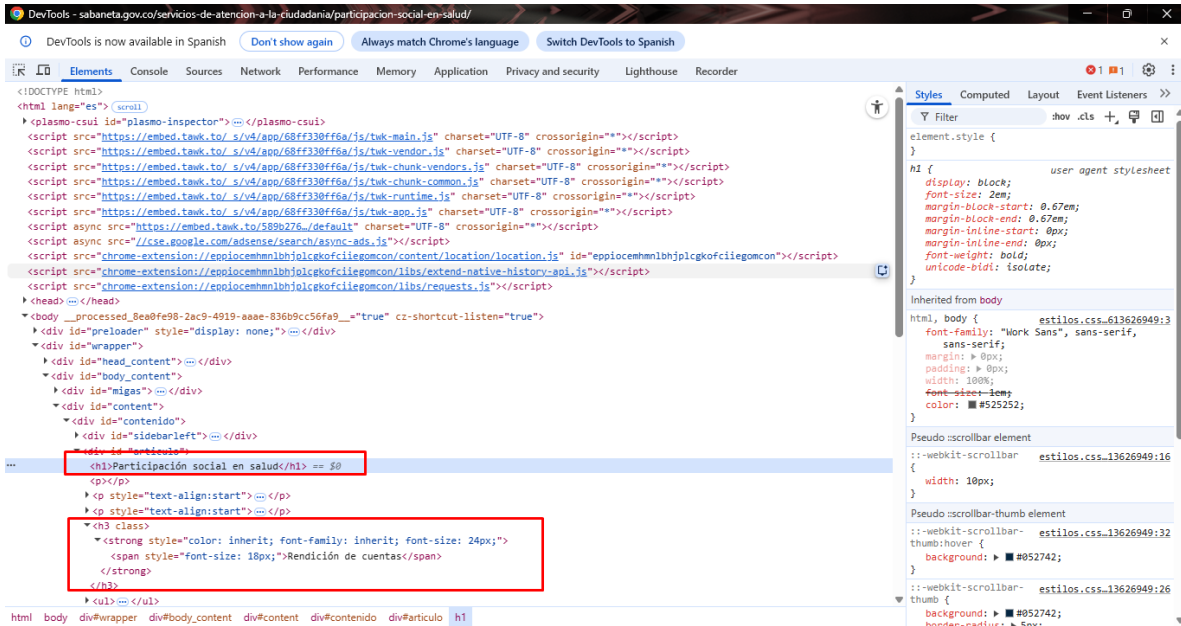 DevTools - sabaneta.gov.co/servicios-de-atencion-a-la-ciudadania/participacion-social-en-salud/
DevTools is now available in Spanish Don't show again Always match Chrome's language Switch DevTools to Spanish
Elements Console Sources Network Performance Memory Application Privacy and security Lighthouse Recorder 1 1
<!DOCTYPE html>
<html lang="es"> scroll
<plasmo-csui id="plasmo-inspector"> … </plasmo-csui>
<script src="https://embed.tawk.to/_s/v4/app/68ff330ff6a/js/twk-main.js" charset="UTF-8" crossorigin="*"></script>
<script src="https://embed.tawk.to/_s/v4/app/68ff330ff6a/js/twk-vendor.js" charset="UTF-8" crossorigin="*"></script>
<script src="https://embed.tawk.to/_s/v4/app/68ff330ff6a/js/twk-chunk-vendors.js" charset="UTF-8" crossorigin="*"></script>
<script src="https://embed.tawk.to/_s/v4/app/68ff330ff6a/js/twk-chunk-common.js" charset="UTF-8" crossorigin="*"></script>
<script src="https://embed.tawk.to/_s/v4/app/68ff330ff6a/js/twk-runtime.js" charset="UTF-8" crossorigin="*"></script>
<script src="https://embed.tawk.to/_s/v4/app/68ff330ff6a/js/twk-app.js" charset="UTF-8" crossorigin="*"></script>
<script async src="https://embed.tawk.to/589b276…/default" charset="UTF-8" crossorigin="*"></script>
<script async src="//cse.google.com/adsense/search/async-ads.js"></script>
<script src="chrome-extension://eppiocemhmnlbhjplcgkofciiegomcon/content/location/location.js" id="eppiocemhmnlbhjplcgkofciiegomcon"></script>
<script src="chrome-extension://eppiocemhmnlbhjplcgkofciiegomcon/libs/extend-native-history-api.js"></script>
<script src="chrome-extension://eppiocemhmnlbhjplcgkofciiegomcon/libs/requests.js"></script>
<head> … </head>
<body __processed_8ea0fe98-2ac9-4919-aaae-836b9cc56fa9__="true" cz-shortcut-listen="true">
<div id="preloader" style="display: none;"> … </div>
<div id="wrapper">
<div id="head_content"> … </div>
<div id="body_content">
<div id="migas"> … </div>
<div id="content">
<div id="contenido">
<div id="sidebarleft"> … </div>
<div id="articulo">
<h1>Participación social en salud</h1> == $0
<p></p>
<p style="text-align:start"> … </p>
<p style="text-align:start"> … </p>
<h3 class>
<strong style="color: inherit; font-family: inherit; font-size: 24px;">
<span style="font-size: 18px;">Rendición de cuentas</span>
</strong>
</h3>
<ul> … </ul>
html body div#wrapper div#body_content div#content div#contenido div#articulo h1
Styles Computed Layout Event Listeners
Filter :hov .cls
element.style {
}
h1 { user agent stylesheet
display: block;
font-size: 2em;
margin-block-start: 0.67em;
margin-block-end: 0.67em;
margin-inline-start: 0px;
margin-inline-end: 0px;
font-weight: bold;
unicode-bidi: isolate;
}
Inherited from body
html, body { estilos.css…613626949:3
font-family: "Work Sans", sans-serif,
sans-serif;
margin: 0px;
padding: 0px;
width: 100%;
font-size: 1em;
color: #525252;
}
Pseudo ::scrollbar element
::-webkit-scrollbar estilos.css…13626949:16
{
width: 10px;
}
Pseudo ::scrollbar-thumb element
::-webkit-scrollbar- estilos.css…13626949:32
thumb:hover {
background: #052742;
}
::-webkit-scrollbar- estilos.css…13626949:26
thumb {
background: #052742;
border-radius: 5px;